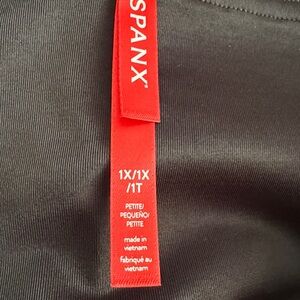 SPANX
1X/1X
/1T
PETITE/
PEQUEÑO/
PETITE
made in
vietnam
fabriqué au
vietnam